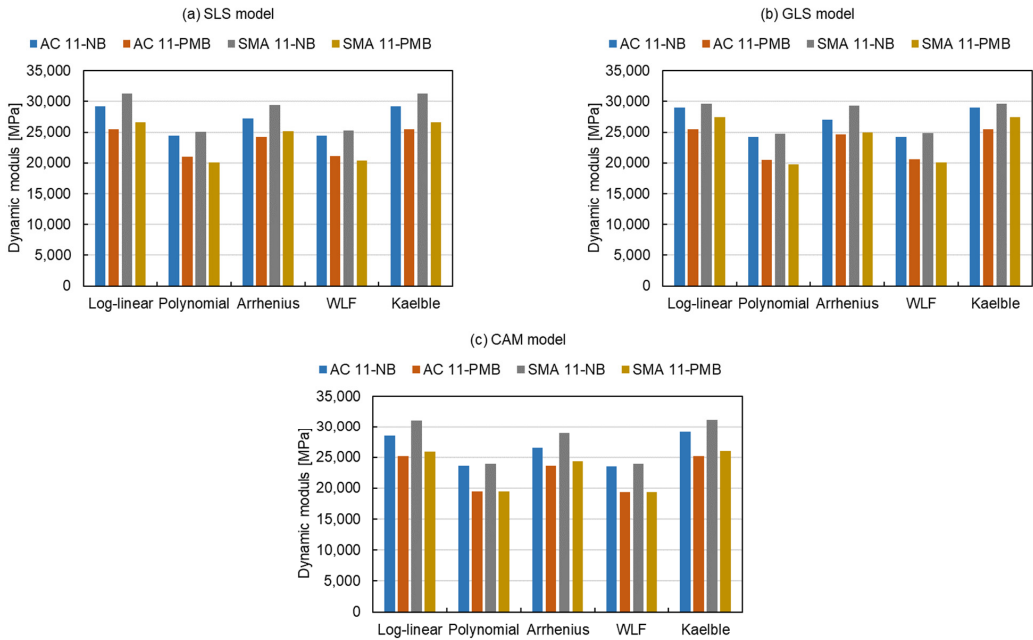 (a) SLS model
AC 11-NB AC 11-PMB SMA 11-NB SMA 11-PMB
Dynamic moduls [MPa]
35,000
30,000
25,000
20,000
15,000
10,000
5,000
0
Log-linear Polynomial Arrhenius WLF Kaelble
(b) GLS model
AC 11-NB AC 11-PMB SMA 11-NB SMA 11-PMB
Dynamic moduls [MPa]
35,000
30,000
25,000
20,000
15,000
10,000
5,000
0
Log-linear Polynomial Arrhenius WLF Kaelble
(c) CAM model
AC 11-NB AC 11-PMB SMA 11-NB SMA 11-PMB
Dynamic moduls [MPa]
35,000
30,000
25,000
20,000
15,000
10,000
5,000
0
Log-linear Polynomial Arrhenius WLF Kaelble